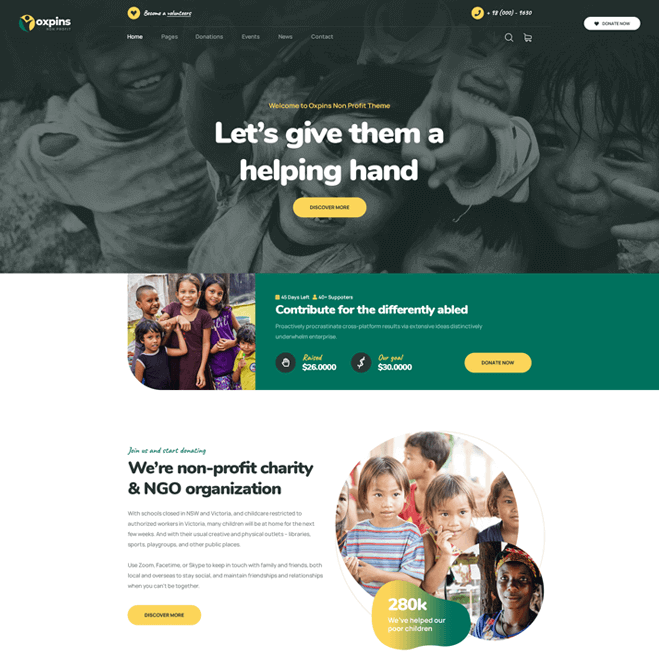 oxpins
NON PROFIT
Become a volunteers
+ 98 (000) - 9630
DONATE NOW
Home Pages Donations Events News Contact
Welcome to Oxpins Non Profit Theme
Let's give them a
helping hand
DISCOVER MORE
45 Days Left 40+ Suppoters
Contribute for the differently abled
Proactively procrastinate cross-platform results via extensive ideas distinctively
underwhelm enterprise.
Raised
$26.0000
Our goal
$30.0000
DONATE NOW
Join us and start donating
We're non-profit charity
& NGO organization
With schools closed in NSW and Victoria, and childcare restricted to
authorized workers in Victoria, many children will be at home for the next
few weeks. And with their usual creative and physical outlets – libraries,
sports, playgroups, and other public places.
Use Zoom, Facetime, or Skype to keep in touch with family and friends, both
local and overseas to stay social, and maintain friendships and relationships
when you can't be together.
DISCOVER MORE
280k
We've helped our
poor children